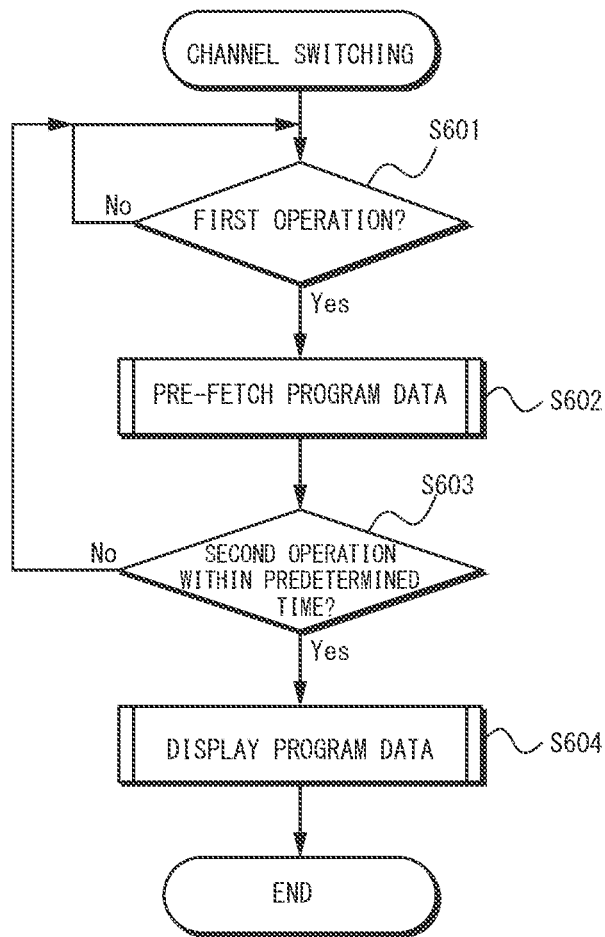 CHANNEL SWITCHING
S601
No
FIRST OPERATION?
Yes
PRE-FETCH PROGRAM DATA
S602
S603
No
SECOND OPERATION
WITHIN PREDETERMINED
TIME?
Yes
DISPLAY PROGRAM DATA
S604
END